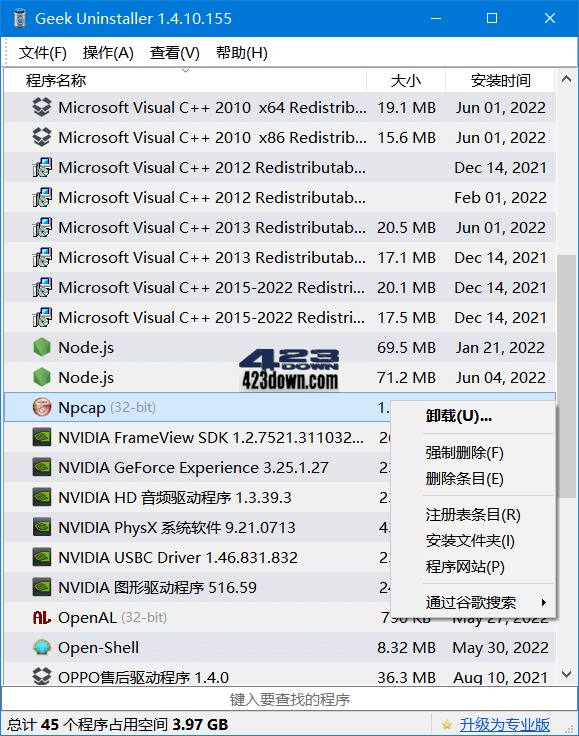 Geek Uninstaller 1.4.10.155
文件(F) 操作(A) 查看(V) 帮助(H)
程序名称 大小 安装时间
Microsoft Visual C++ 2010 x64 Redistrib... 19.1 MB Jun 01, 2022
Microsoft Visual C++ 2010 x86 Redistrib... 15.6 MB Jun 01, 2022
Microsoft Visual C++ 2012 Redistributab... Dec 14, 2021
Microsoft Visual C++ 2012 Redistributab... Feb 01, 2022
Microsoft Visual C++ 2013 Redistributab... 20.5 MB Jun 01, 2022
Microsoft Visual C++ 2013 Redistributab... 17.1 MB Dec 14, 2021
Microsoft Visual C++ 2015-2022 Redistri... 20.1 MB Dec 14, 2021
Microsoft Visual C++ 2015-2022 Redistri... 17.5 MB Dec 14, 2021
Node.js 69.5 MB Jan 21, 2022
Node.js 71.2 MB Jun 04, 2022
423
DOWN
423down.com
Npcap (32-bit) 1.
NVIDIA FrameView SDK 1.2.7521.311032...
NVIDIA GeForce Experience 3.25.1.27
NVIDIA HD 音频驱动程序 1.3.39.3
NVIDIA PhysX 系统软件 9.21.0713
NVIDIA USBC Driver 1.46.831.832
NVIDIA 图形驱动程序 516.59
OpenAL (32-bit) 790 KB May 27, 2022
Open-Shell 8.32 MB May 30, 2022
OPPO售后驱动程序 1.4.0 36.3 MB Aug 10, 2021
卸载(U)...
强制删除(F)
删除条目(E)
注册表条目(R)
安装文件夹(I)
程序网站(P)
通过谷歌搜索
键入要查找的程序
总计 45 个程序占用空间 3.97 GB
升级为专业版